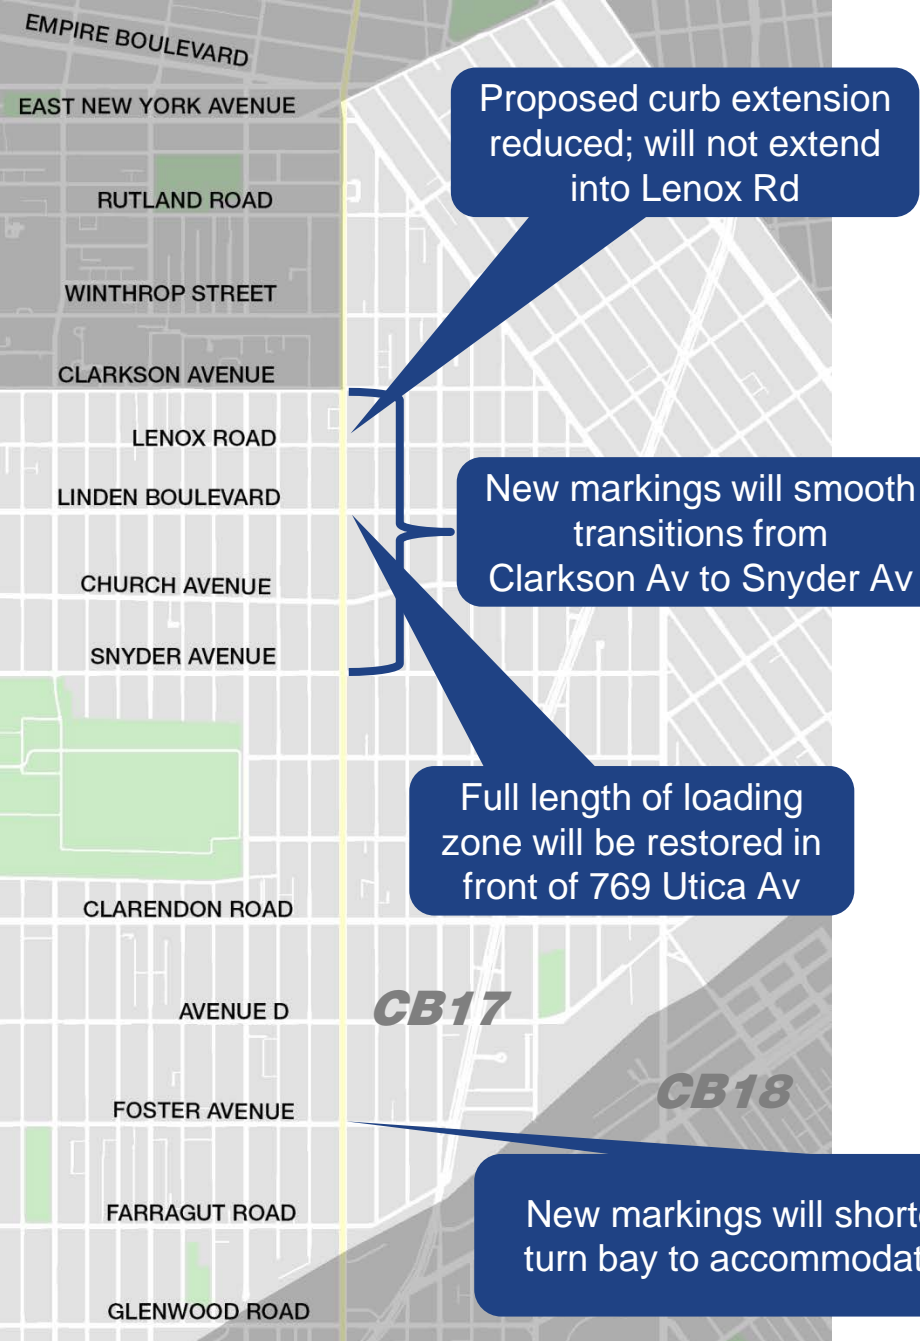 EMPIRE BOULEVARD
EAST NEW YORK AVENUE
Proposed curb extension
reduced; will not extend
into Lenox Rd
RUTLAND ROAD
WINTHROP STREET
CLARKSON AVENUE
LENOX ROAD
LINDEN BOULEVARD
New markings will smooth
transitions from
Clarkson Av to Snyder Av
CHURCH AVENUE
SNYDER AVENUE
Full length of loading
zone will be restored in
front of 769 Utica Av
CLARENDON ROAD
AVENUE D
CB17
CB18
FOSTER AVENUE
FARRAGUT ROAD
New markings will
turn bay to
GLENWOOD ROAD